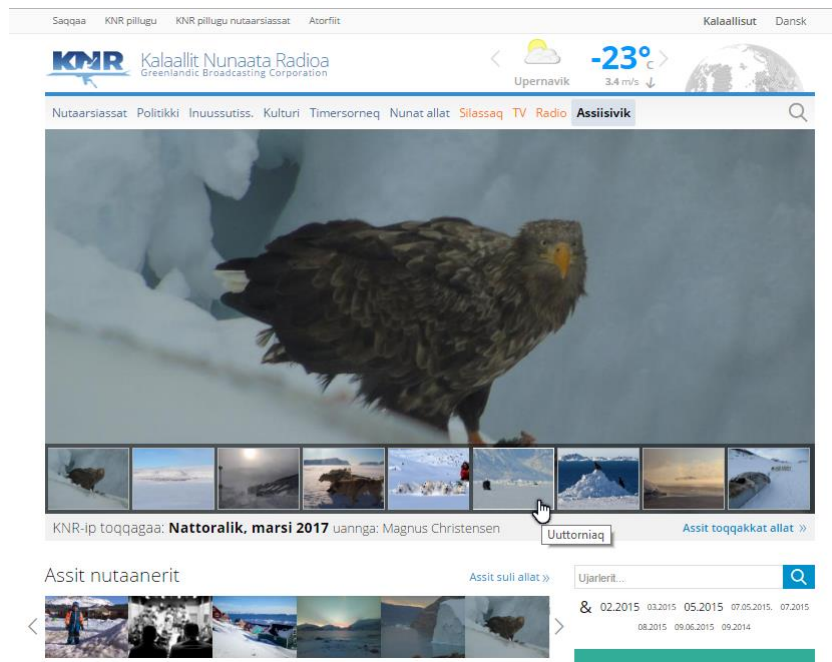 Saqqaa KNR pillugu KNR pillugu nutaarsiassat Atorfiit Kalaallisut Dansk
KNR Kalaallit Nunaata Radioa
Greenlandic Broadcasting Corporation
-23°C
Upernavik 3.4 m/s
Nutaarsiassat Politikki Inuussutiss. Kulturi Timersorneq Nunat allat Silassaq TV Radio Assiisivik
KNR-ip toqqagaa: Nattoralik, marsi 2017 uannga: Magnus Christensen Assit toqqakkat allat »
Uuttorniaq
Assit nutaanerit Assit suli allat » Ujarlerit...
& 02.2015 03.2015 05.2015 07.05.2015. 07.2015
08.2015 09.06.2015 09.2014